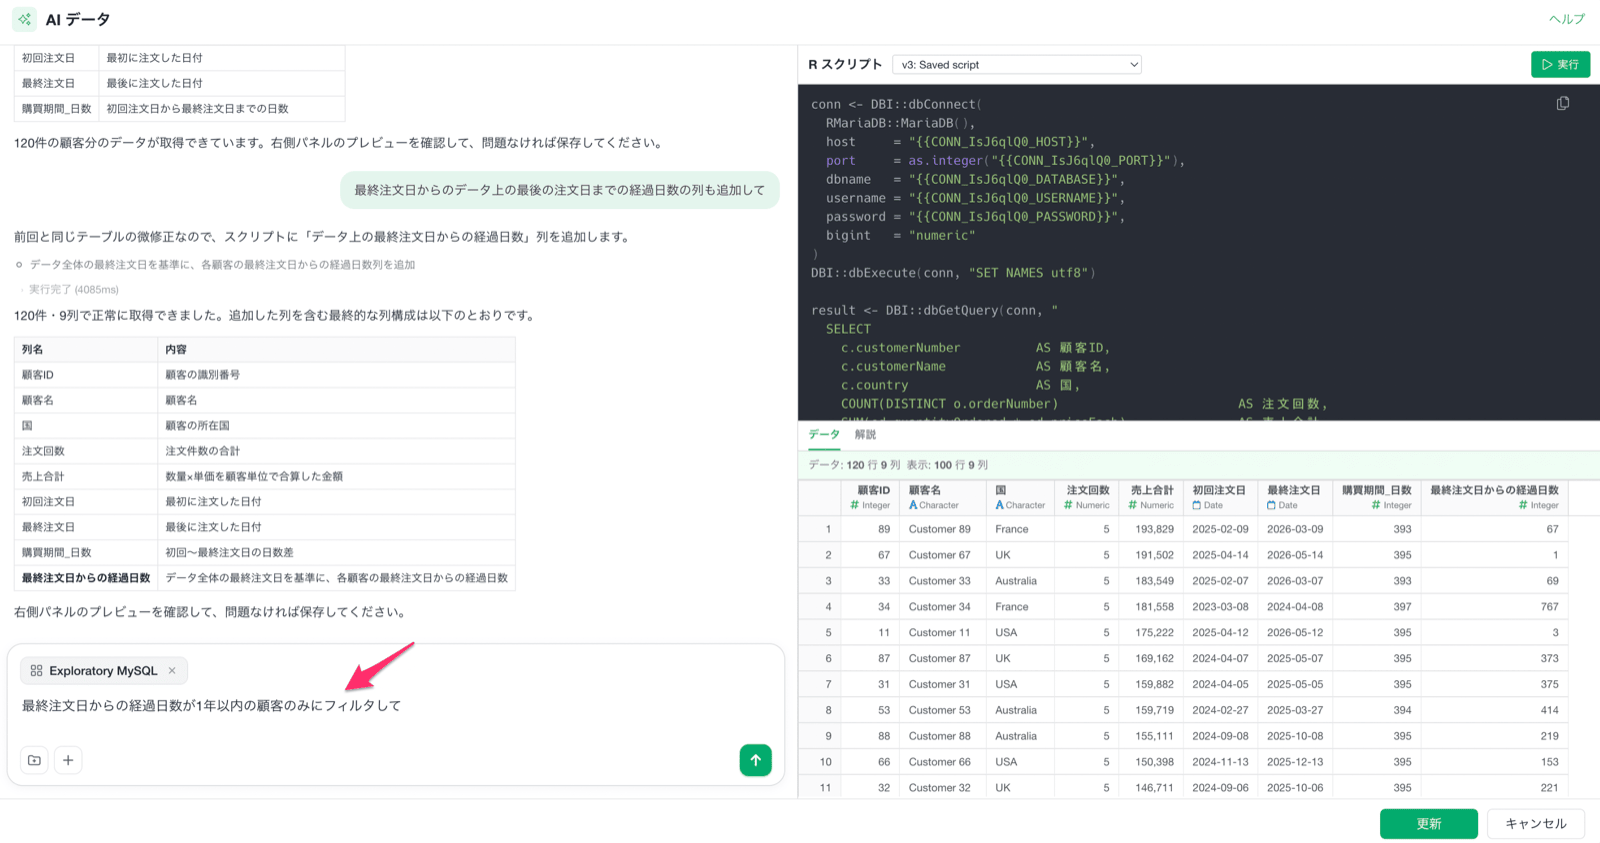 AI データ
ヘルプ
初回注文日 最初に注文した日付
最終注文日 最後に注文した日付
購買期間_日数 初回注文日から最終注文日までの日数
120件の顧客分のデータが取得できています。右側パネルのプレビューを確認して、問題なければ保存してください。
最終注文日からのデータ上の最後の注文日までの経過日数の列も追加して
前回と同じテーブルの微修正なので、スクリプトに「データ上の最終注文日からの経過日数」列を追加します。
データ全体の最終注文日を基準に、各顧客の最終注文日からの経過日数列を追加
実行完了 (4085ms)
120件・9列で正常に取得できました。追加した列を含む最終的な列構成は以下のとおりです。
列名 内容
顧客ID 顧客の識別番号
顧客名 顧客名
国 顧客の所在国
注文回数 注文件数の合計
売上合計 数量×単価を顧客単位で合算した金額
初回注文日 最初に注文した日付
最終注文日 最後に注文した日付
購買期間_日数 初回〜最終注文日の日数差
最終注文日からの経過日数 データ全体の最終注文日を基準に、各顧客の最終注文日からの経過日数
右側パネルのプレビューを確認して、問題なければ保存してください。
Exploratory MySQL ×
最終注文日からの経過日数が1年以内の顧客のみにフィルタして
R スクリプト v3: Saved script 実行
conn <- DBI::dbConnect(
RMariaDB::MariaDB(),
host = "{{CONN_IsJ6qlQ0_HOST}}",
port = as.integer("{{CONN_IsJ6qlQ0_PORT}}"),
dbname = "{{CONN_IsJ6qlQ0_DATABASE}}",
username = "{{CONN_IsJ6qlQ0_USERNAME}}",
password = "{{CONN_IsJ6qlQ0_PASSWORD}}",
bigint = "numeric"
)
DBI::dbExecute(conn, "SET NAMES utf8")
result <- DBI::dbGetQuery(conn, "
SELECT
c.customerNumber AS 顧客ID,
c.customerName AS 顧客名,
c.country AS 国,
COUNT(DISTINCT o.orderNumber) AS 注文回数,
データ 解説
データ: 120 行 9 列 表示: 100 行 9 列
顧客ID 顧客名 国 注文回数 売上合計 初回注文日 最終注文日 購買期間_日数 最終注文日からの経過日数
# Integer A Character A Character # Numeric # Numeric Date Date # Integer # Integer
1 89 Customer 89 France 5 193,829 2025-02-09 2026-03-09 393 67
2 67 Customer 67 UK 5 191,502 2025-04-14 2026-05-14 395 1
3 33 Customer 33 Australia 5 183,549 2025-02-07 2026-03-07 393 69
4 34 Customer 34 France 5 181,558 2023-03-08 2024-04-08 397 767
5 11 Customer 11 USA 5 175,222 2025-04-12 2026-05-12 395 3
6 87 Customer 87 UK 5 169,162 2024-04-07 2025-05-07 395 373
7 31 Customer 31 USA 5 159,882 2024-04-05 2025-05-05 395 375
8 53 Customer 53 Australia 5 159,719 2024-02-27 2025-03-27 394 414
9 88 Customer 88 Australia 5 155,111 2024-09-08 2025-10-08 395 219
10 66 Customer 66 USA 5 150,398 2024-11-13 2025-12-13 395 153
11 32 Customer 32 UK 5 146,711 2024-09-06 2025-10-06 395 221
更新 キャンセル